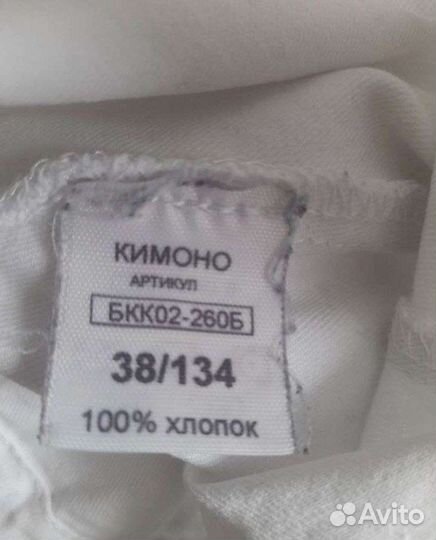 КИМОНО
АРТИКУЛ
БКК02-260Б
38/134
100% ХЛОПОК
Avito